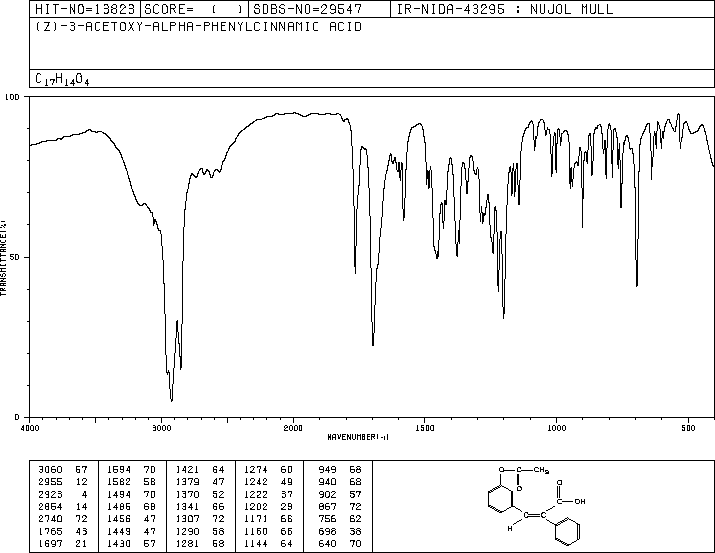 HIT-NO=13823 SCORE= ( ) SDBS-NO=29547 IR-NIDA-43295 : NUJOL MULL
(Z)-3-ACETOXY-ALPHA-PHENYLCINNAMIC ACID
C17H14O4
100
50
0
TRANSMITTANCE(%)
4000 3000 2000 1500 1000 500
WAVENUMBER(-1)
3060 67 1594 70 1421 64 1274 60 949 68
2955 12 1582 58 1379 47 1242 49 940 68
2923 4 1494 70 1370 52 1222 37 902 57
2854 14 1486 68 1341 66 1202 29 867 72
2740 72 1456 47 1307 72 1171 66 756 62
1765 43 1449 47 1290 58 1160 66 698 38
1697 21 1430 57 1281 58 1144 64 640 70
O C CH3
O O
C OH
H